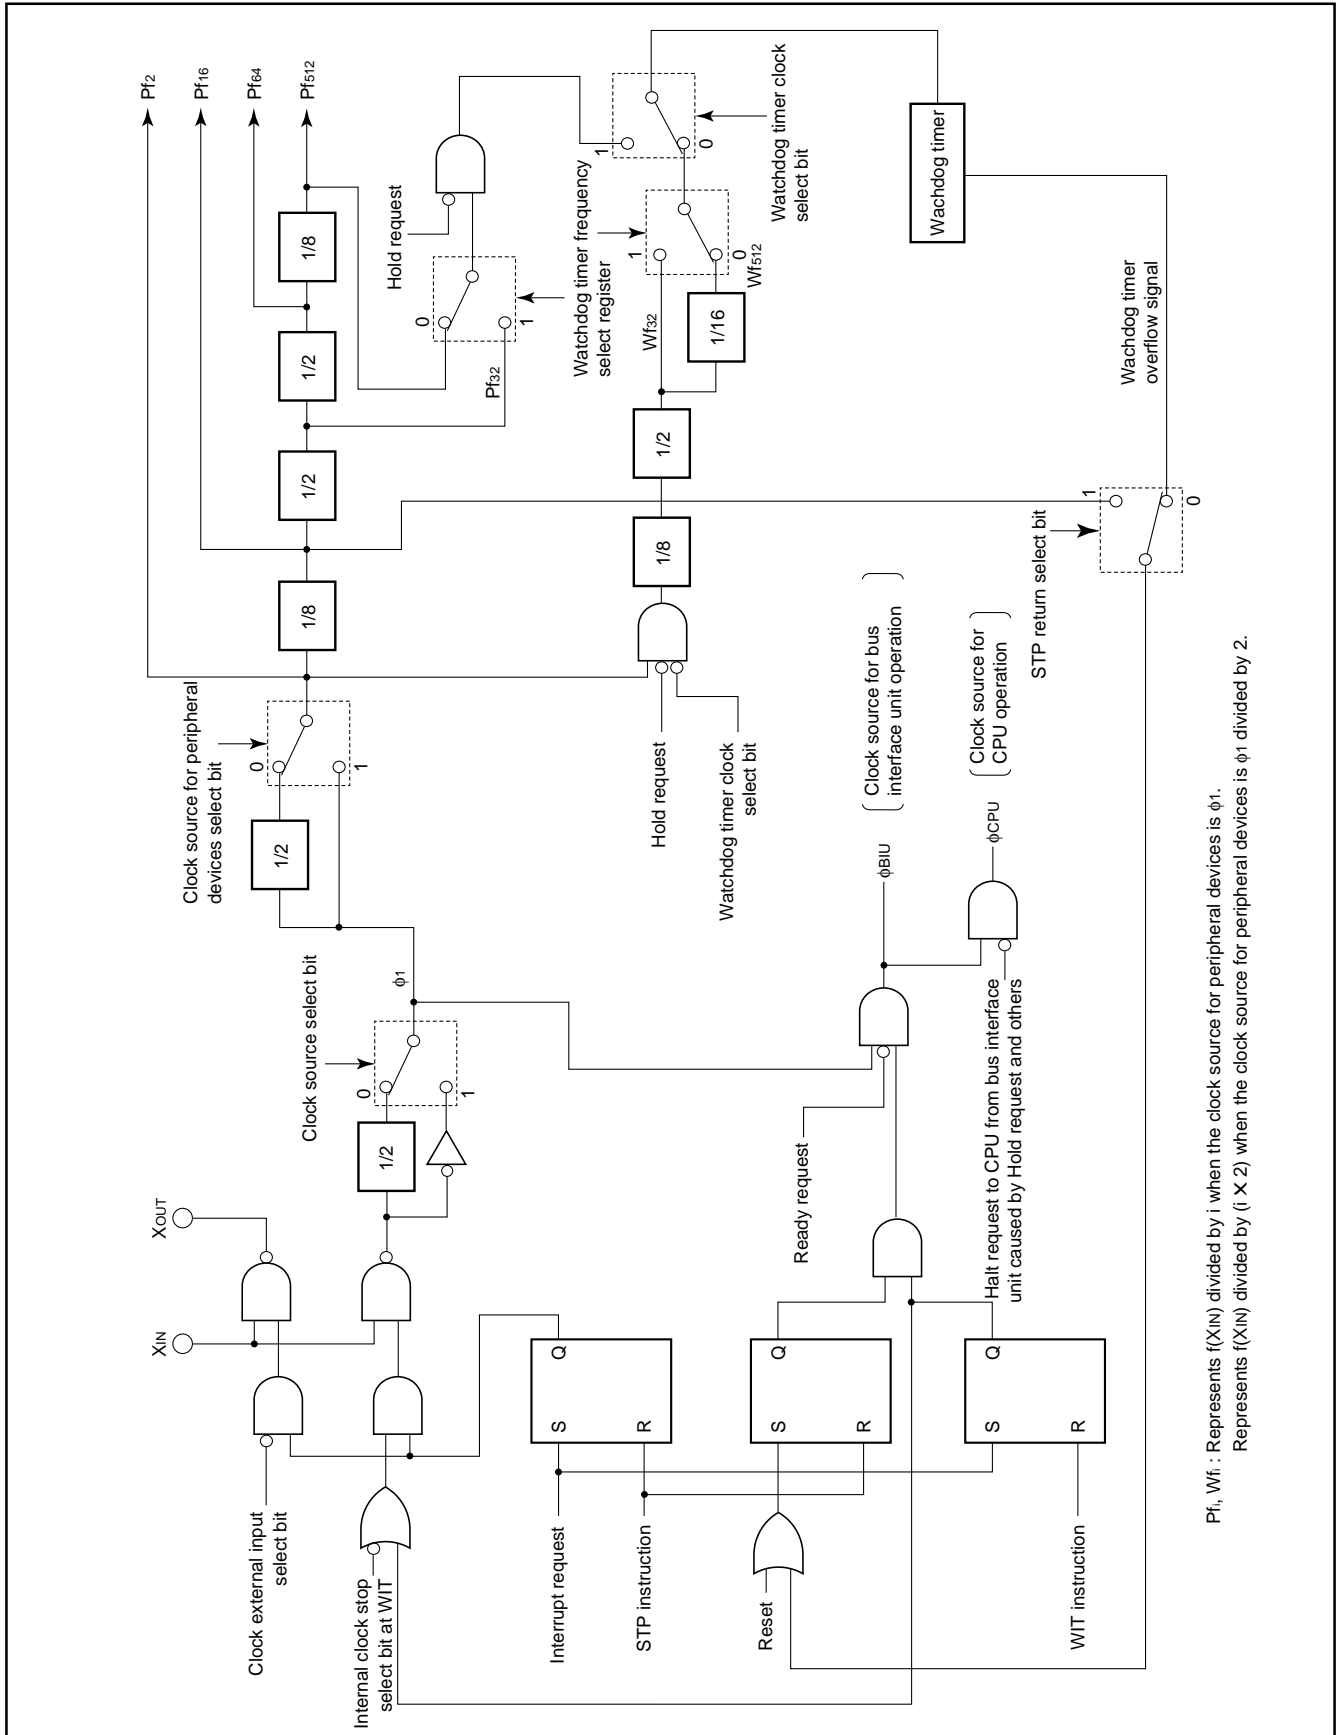 Pf2
Pf16
Pf64
Pf512
1/8
1/2
1/2
1/8
Hold request
0
1
Pf32
Watchdog timer frequency
select register
1
0
Wf32
Wf512
1/16
1/2
1/8
1
0
Watchdog timer clock
select bit
Wachdog timer
Wachdog timer
overflow signal
STP return select bit
1
0
Clock source for peripheral
devices select bit
0
1
1/2
Hold request
Watchdog timer clock
select bit
Clock source for bus
interface unit operation
Clock source for
CPU operation
ϕBIU
ϕCPU
Clock source select bit
ϕ1
0
1
1/2
Ready request
Halt request to CPU from bus interface
unit caused by Hold request and others
XOUT
XIN
Q
S
R
Q
S
R
Q
S
R
Clock external input
select bit
Internal clock stop
select bit at WIT
Interrupt request
STP instruction
Reset
WIT instruction
Pfi, Wfi : Represents f(XIN) divided by i when the clock source for peripheral devices is ϕ1.
Represents f(XIN) divided by (i × 2) when the clock source for peripheral devices is ϕ1 divided by 2.